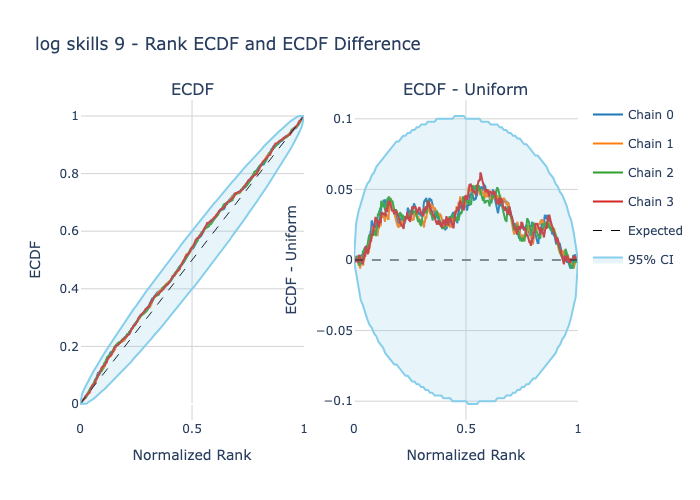 log skills 9 - Rank ECDF and ECDF Difference
ECDF
ECDF - Uniform
1
0.8
0.6
0.4
0.2
0
0
0.5
1
ECDF
Normalized Rank
0.1
0.05
0
−0.05
−0.1
0
0.5
1
ECDF - Uniform
Normalized Rank
Chain 0
Chain 1
Chain 2
Chain 3
Expected
95% CI